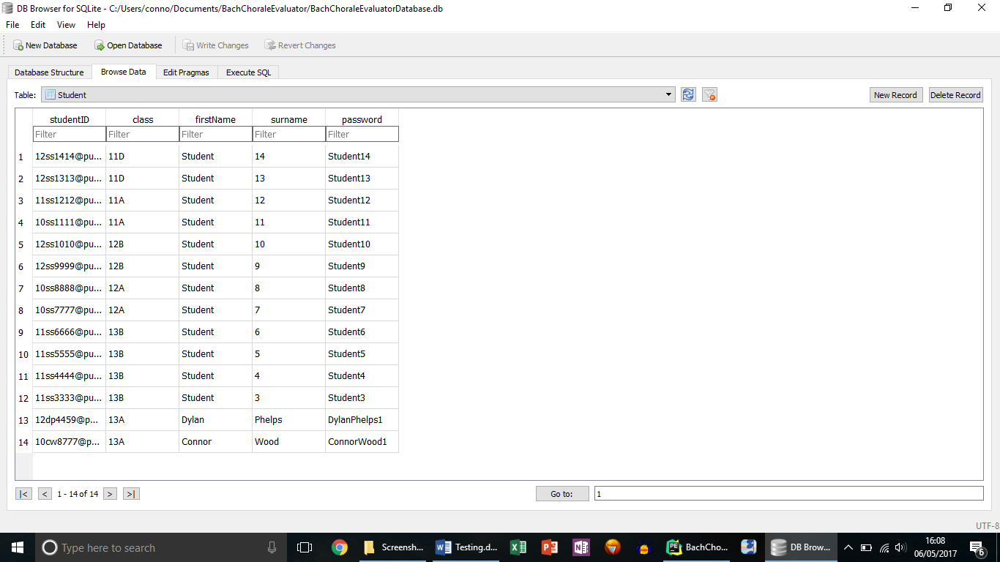 DB Browser for SQLite - C:/Users/conno/Documents/BachChoraleEvaluator/BachChoraleEvaluatorDatabase.db
File Edit View Help
New Database Open Database Write Changes Revert Changes
Database Structure Browse Data Edit Pragmas Execute SQL
Table: Student New Record Delete Record
studentID class firstName surname password
Filter Filter Filter Filter Filter
1 12ss1414@pu... 11D Student 14 Student14
2 12ss1313@pu... 11D Student 13 Student13
3 11ss1212@pu... 11A Student 12 Student12
4 10ss1111@pu... 11A Student 11 Student11
5 12ss1010@pu... 12B Student 10 Student10
6 12ss9999@pu... 12B Student 9 Student9
7 10ss8888@pu... 12A Student 8 Student8
8 10ss7777@pu... 12A Student 7 Student7
9 11ss6666@pu... 13B Student 6 Student6
10 11ss5555@pu... 13B Student 5 Student5
11 11ss4444@pu... 13B Student 4 Student4
12 11ss3333@pu... 13B Student 3 Student3
13 12dp4459@p... 13A Dylan Phelps DylanPhelps1
14 10cw8777@p... 13A Connor Wood ConnorWood1
|< < 1 - 14 of 14 > >| Go to: 1
UTF-8
Type here to search Screensh... Testing.d... BachCho... DB Brow... 16:08
06/05/2017 6